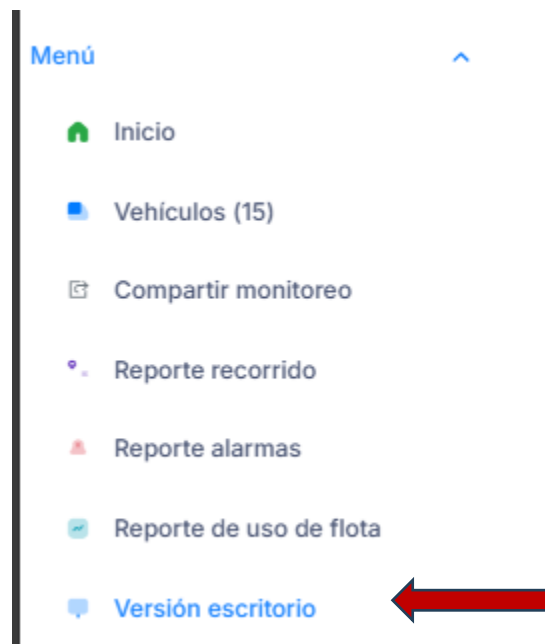 Menú
Inicio
Vehículos (15)
Compartir monitoreo
Reporte recorrido
Reporte alarmas
Reporte de uso de flota
Versión escritorio